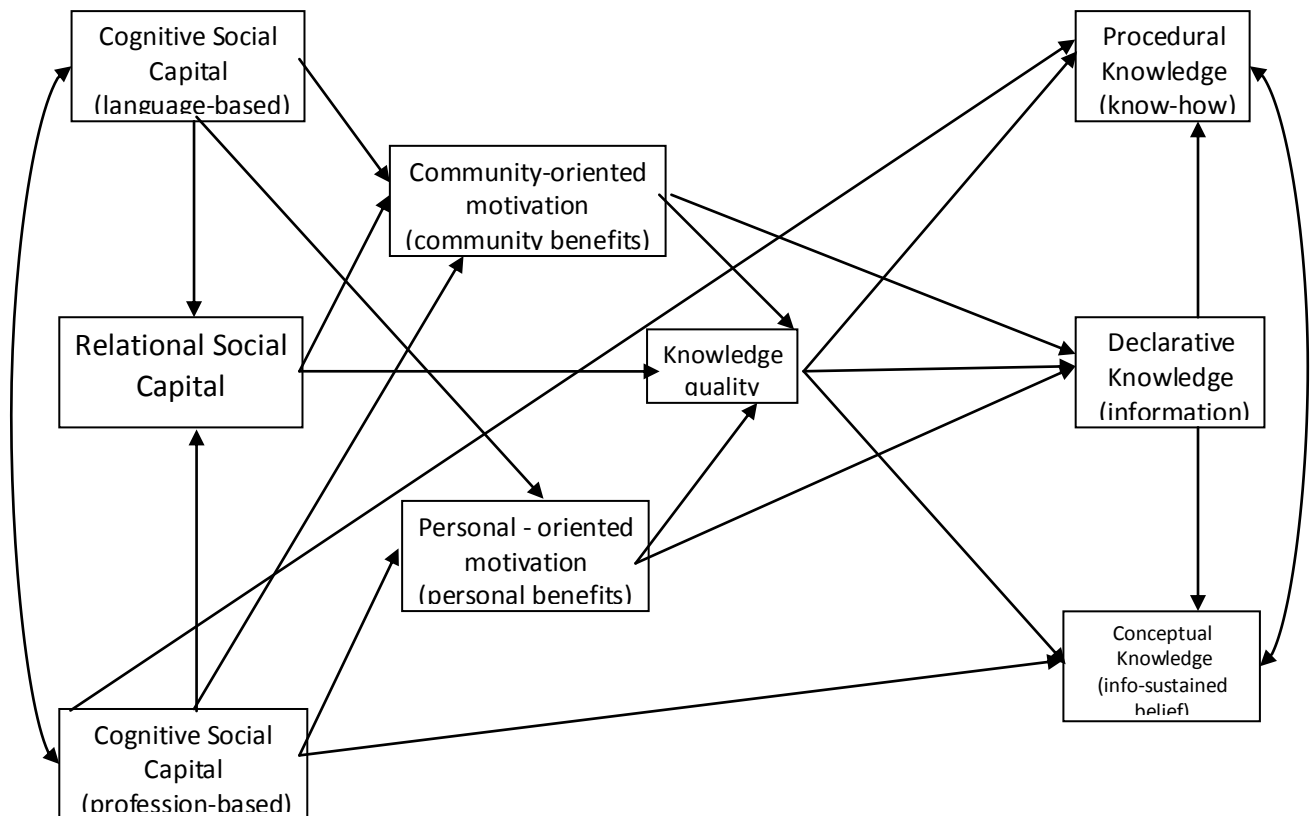 Cognitive Social
Capital
(language-based)
Procedural
Knowledge
(know-how)
Community-oriented
motivation
(community benefits)
Relational Social
Capital
Knowledge
quality
Declarative
Knowledge
(information)
Personal - oriented
motivation
(personal benefits)
Conceptual
Knowledge
(info-sustained
belief)
Cognitive Social
Capital
(profession-based)